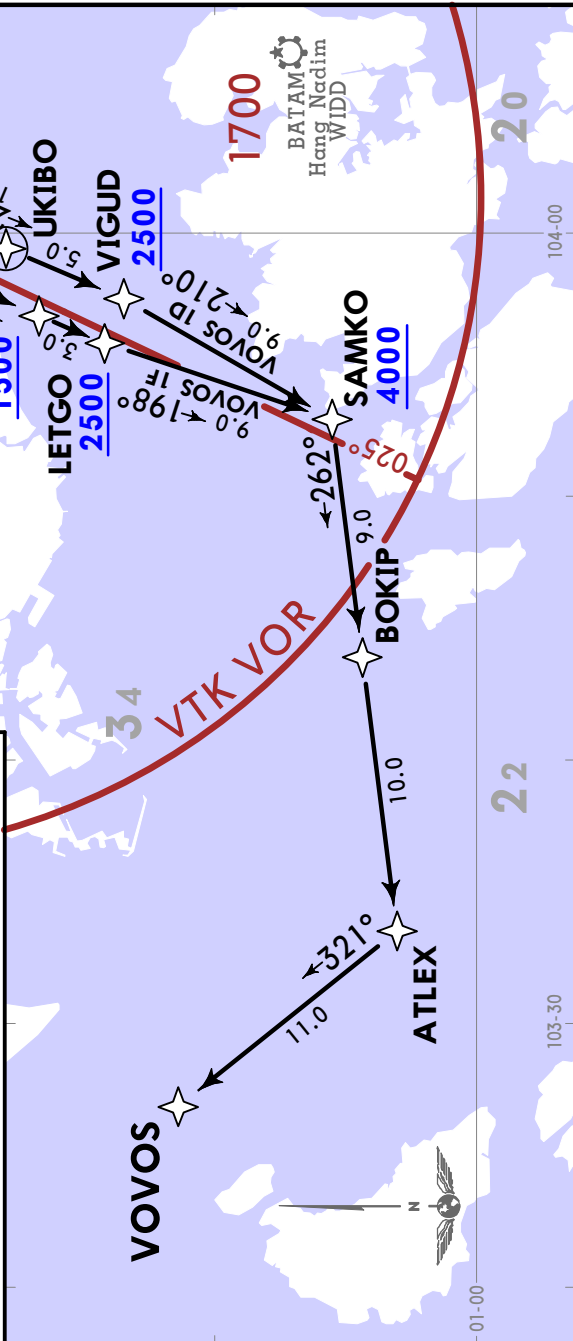 UKIBO
5.0
VIGUD
2500
3.0
LETGO
2500
←210°
9.0
VOVOS 1D
←198°
9.0
VOVOS 1F
1700
BATAM
Hang Nadim
WIDD
20
104-00
SAMKO
4000
025°
←262°
9.0
BOKIP
VTK VOR
34
22
10.0
ATLEX
←321°
11.0
103-30
VOVOS
N
01-00